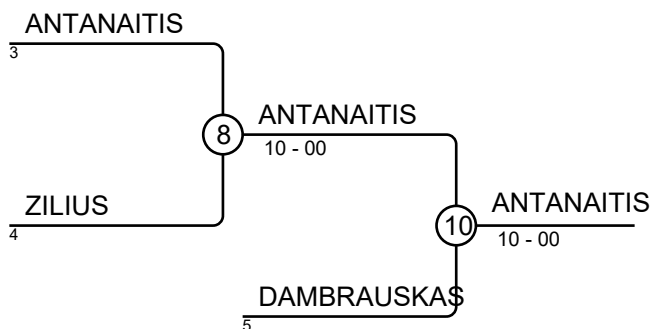 ANTANAITIS
3
ZILIUS
4
8
ANTANAITIS
10 - 00
DAMBRAUSKAS
5
10
ANTANAITIS
10 - 00